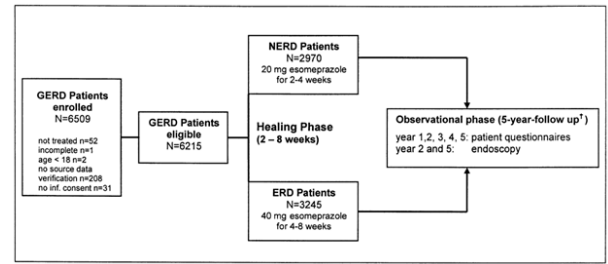 GERD Patients
enrolled
N=6509
not treated n=52
incomplete n=1
age < 18 n=2
no source data
verification n=208
no inf. consent n=31
GERD Patients
eligible
N=6215
NERD Patients
N=2970
20 mg esomeprazole
for 2-4 weeks
Healing Phase
(2 – 8 weeks)
ERD Patients
N=3245
40 mg esomeprazole
for 4-8 weeks
Observational phase (5-year-follow up†)
year 1,2, 3, 4, 5: patient questionnaires
year 2 and 5: endoscopy